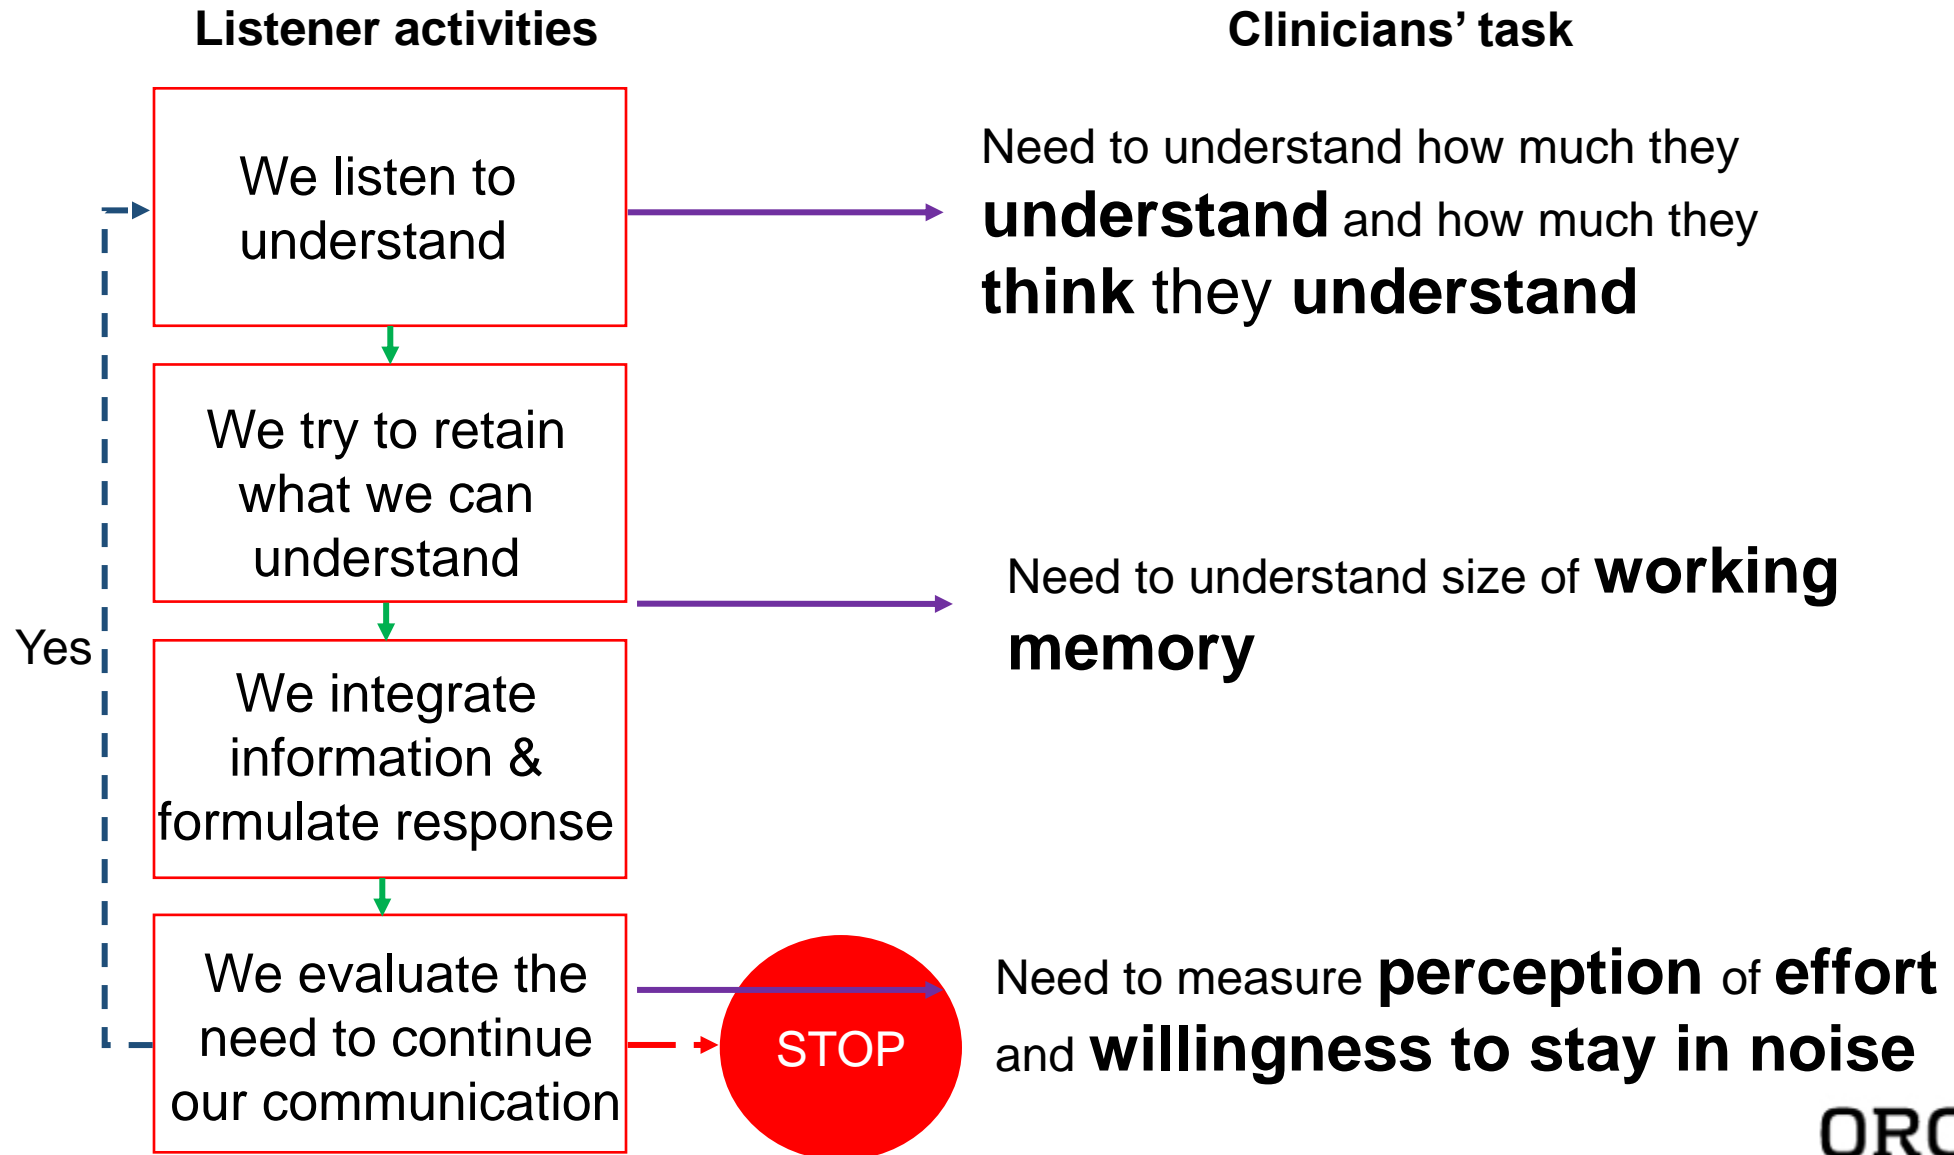 Listener activities
Clinicians’ task
We listen to
understand
Need to understand how much they
understand and how much they
think they understand
We try to retain
what we can
understand
Need to understand size of working
memory
Yes
We integrate
information &
formulate response
We evaluate the
need to continue
our communication
STOP
Need to measure perception of effort
and willingness to stay in noise